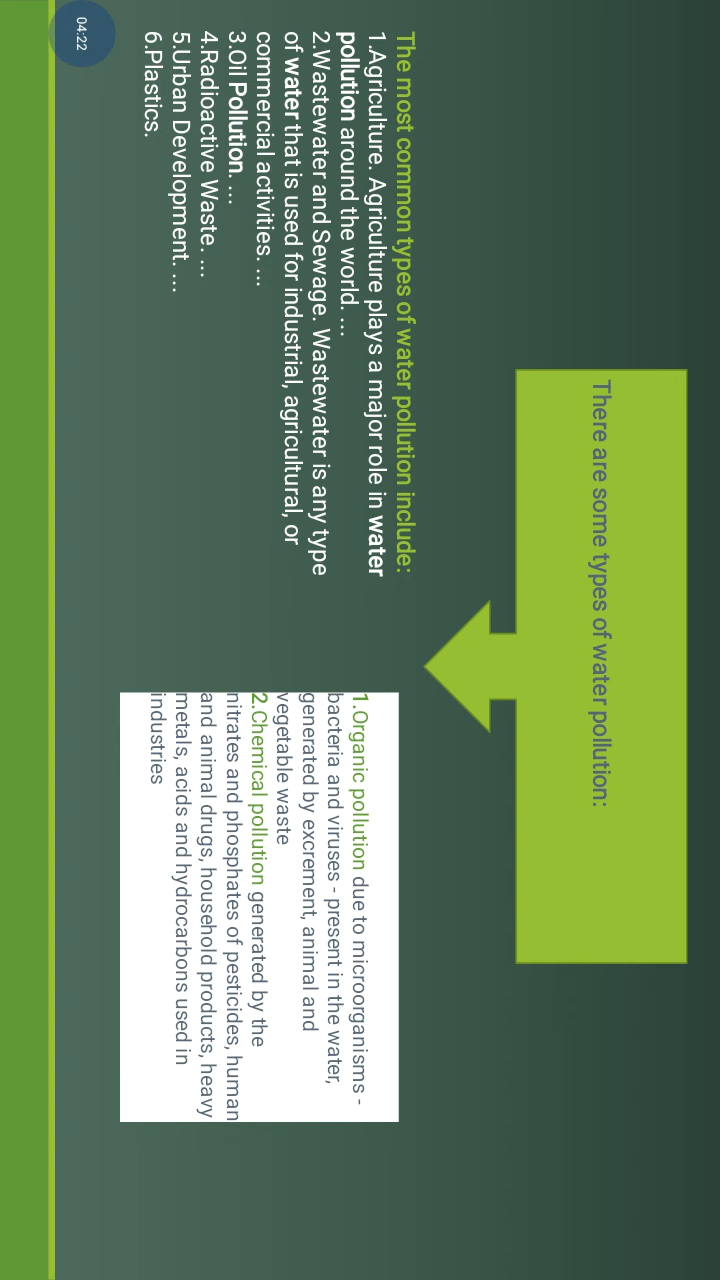 There are some types of water pollution:
The most common types of water pollution include:
1.Agriculture. Agriculture plays a major role in water
pollution around the world. ...
2.Wastewater and Sewage. Wastewater is any type
of water that is used for industrial, agricultural, or
commercial activities. ...
3.Oil Pollution. ...
4.Radioactive Waste. ...
5.Urban Development. ...
6.Plastics.
1.Organic pollution due to microorganisms -
bacteria and viruses - present in the water,
generated by excrement, animal and
vegetable waste
2.Chemical pollution generated by the
nitrates and phosphates of pesticides, human
and animal drugs, household products, heavy
metals, acids and hydrocarbons used in
industries
04:22